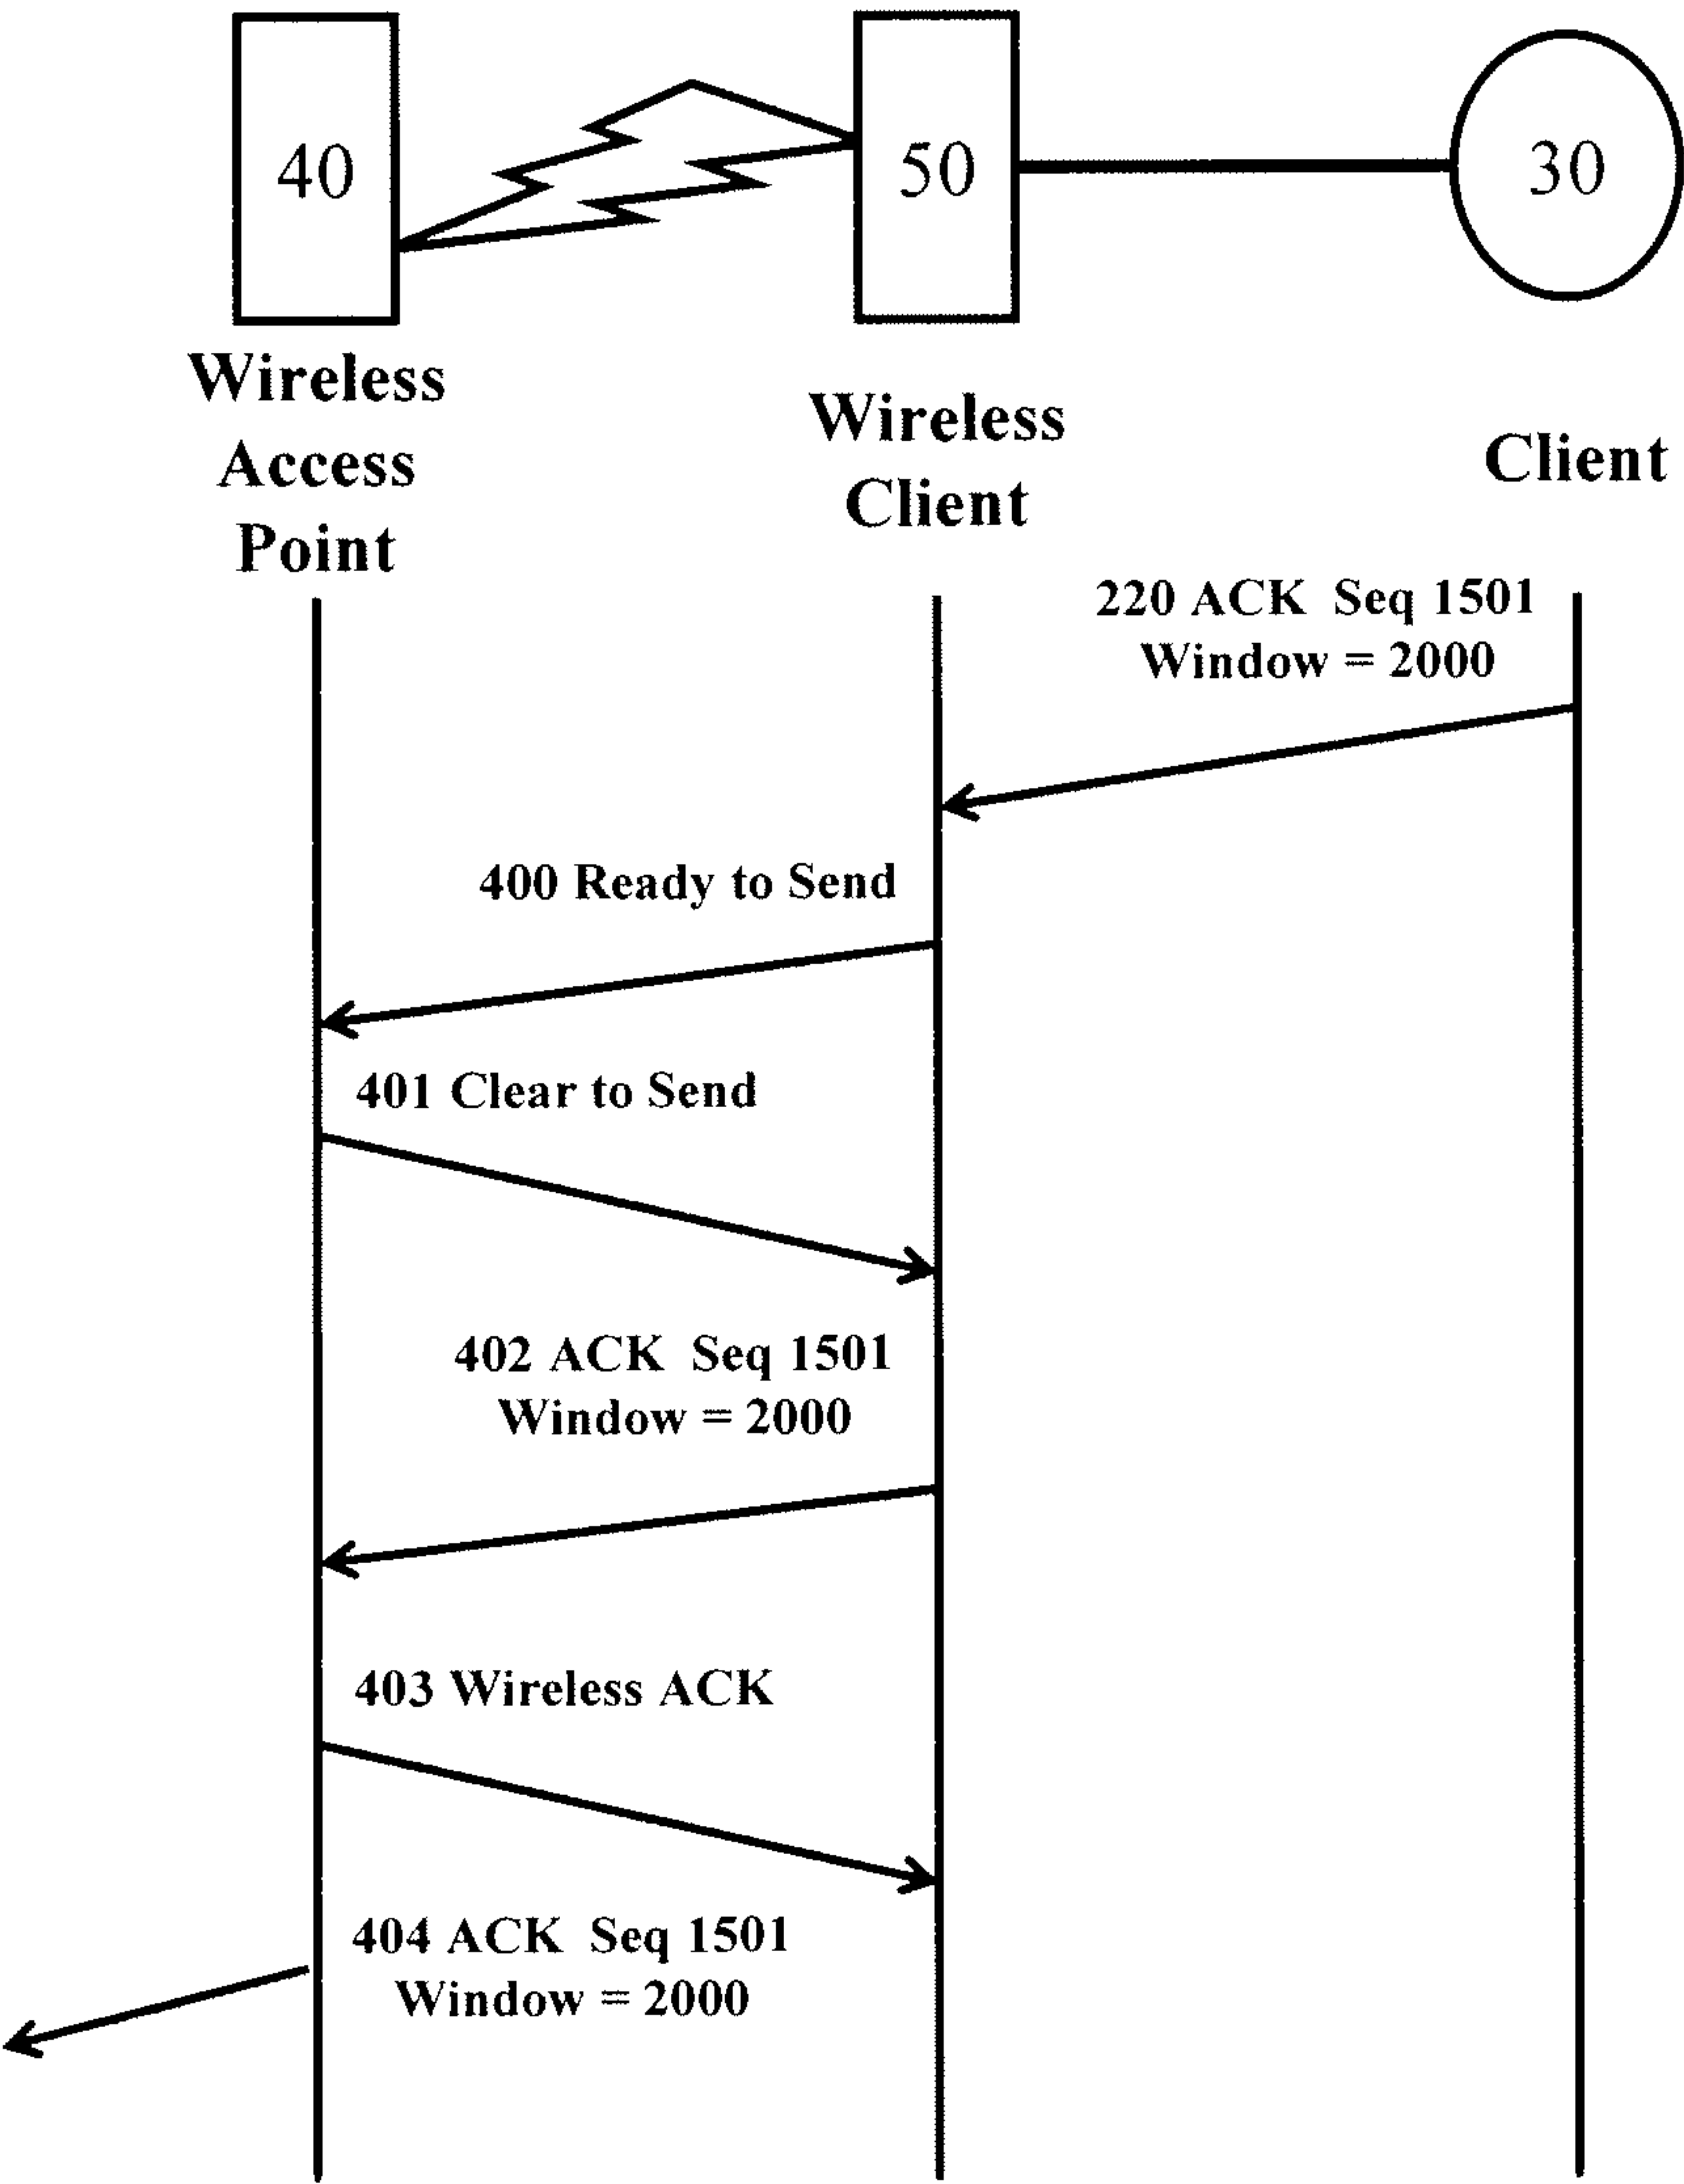 40
50
30
Wireless
Access
Point
Wireless
Client
Client
220 ACK Seq 1501
Window = 2000
400 Ready to Send
401 Clear to Send
402 ACK Seq 1501
Window = 2000
403 Wireless ACK
404 ACK Seq 1501
Window = 2000